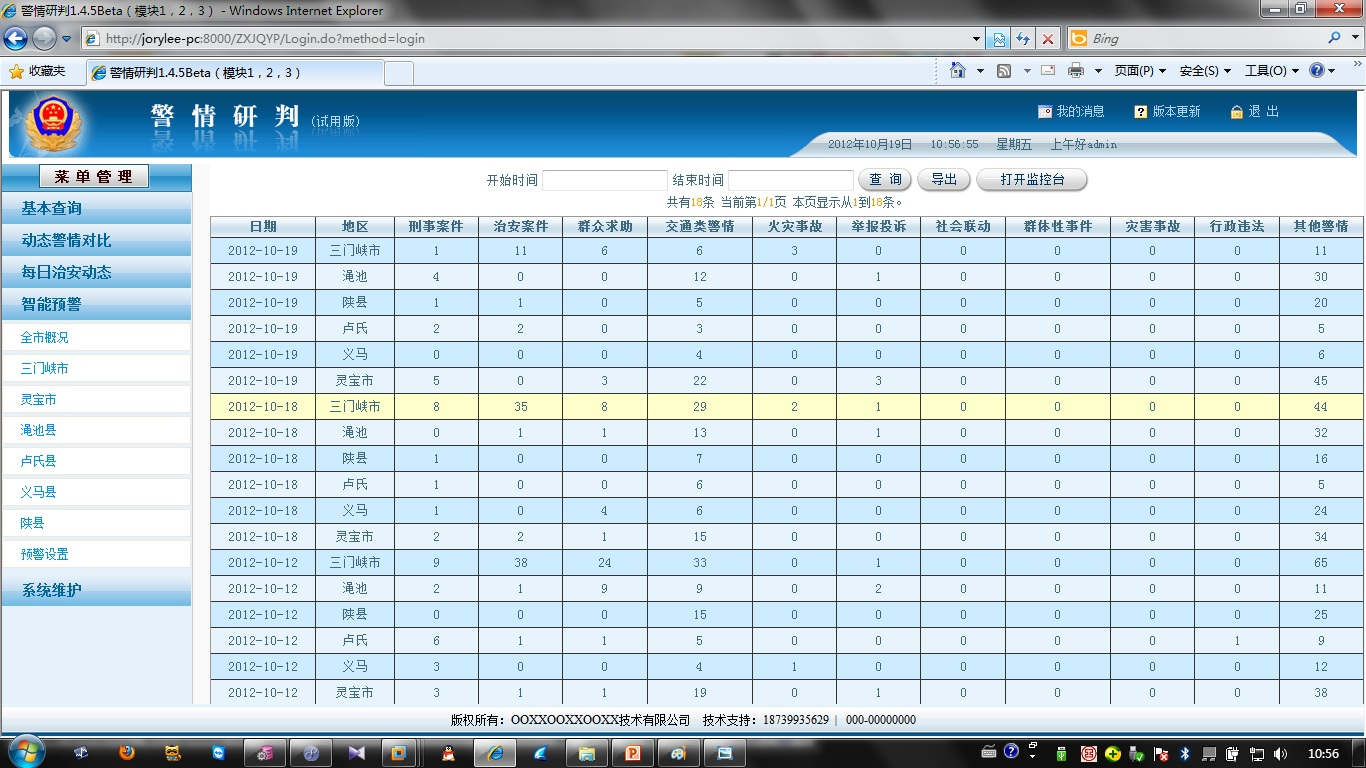 警情研判1.4.5Beta（模块1，2，3） - Windows Internet Explorer
http://jorylee-pc:8000/ZXJQYP/Login.do?method=login
Bing
收藏夹
警情研判1.4.5Beta（模块1，2，3）
页面(P) 安全(S) 工具(O)
警情研判(试用版)
我的消息 版本更新 退 出
2012年10月19日 10:56:55 星期五 上午好admin
菜单管理
基本查询
动态警情对比
每日治安动态
智能预警
全市概况
三门峡市
灵宝市
渑池县
卢氏县
义马县
陕县
预警设置
系统维护
开始时间 结束时间 查 询 导出 打开监控台
共有18条 当前第1/1页 本页显示从1到18条。
日期 地区 刑事案件 治安案件 群众求助 交通类警情 火灾事故 举报投诉 社会联动 群体性事件 灾害事故 行政违法 其他警情
2012-10-19 三门峡市 1 11 6 6 3 0 0 0 0 0 11
2012-10-19 渑池 4 0 0 12 0 1 0 0 0 0 30
2012-10-19 陕县 1 1 0 5 0 0 0 0 0 0 20
2012-10-19 卢氏 2 2 0 3 0 0 0 0 0 0 5
2012-10-19 义马 0 0 0 4 0 0 0 0 0 0 6
2012-10-19 灵宝市 5 0 3 22 0 3 0 0 0 0 45
2012-10-18 三门峡市 8 35 8 29 2 1 0 0 0 0 44
2012-10-18 渑池 0 1 1 13 0 1 0 0 0 0 32
2012-10-18 陕县 1 0 0 7 0 0 0 0 0 0 16
2012-10-18 卢氏 1 0 0 6 0 0 0 0 0 0 5
2012-10-18 义马 1 0 4 6 0 0 0 0 0 0 24
2012-10-18 灵宝市 2 2 1 15 0 0 0 0 0 0 34
2012-10-12 三门峡市 9 38 24 33 0 1 0 0 0 0 65
2012-10-12 渑池 2 1 9 9 0 2 0 0 0 0 11
2012-10-12 陕县 0 0 0 15 0 0 0 0 0 0 25
2012-10-12 卢氏 6 1 1 5 0 0 0 0 0 1 9
2012-10-12 义马 3 0 0 4 1 0 0 0 0 0 12
2012-10-12 灵宝市 3 1 1 19 0 1 0 0 0 0 38
版权所有：OOXXOOXXOOXX技术有限公司 技术支持：18739935629 | 000-00000000
10:56